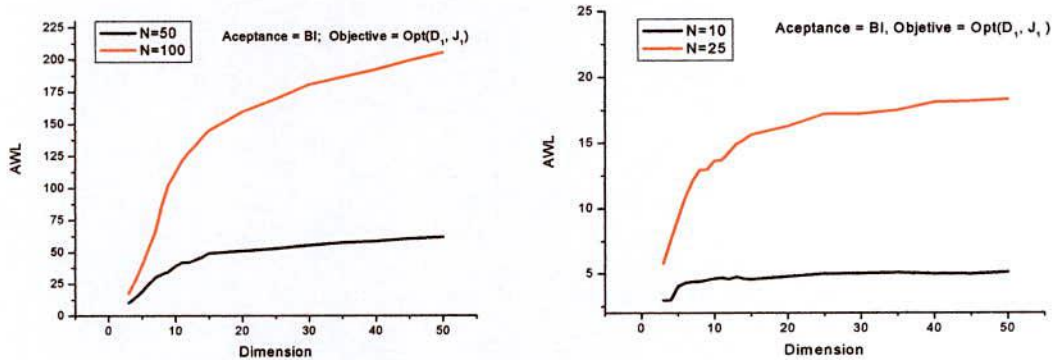 N=50
N=100
Aceptance = BI; Objective = Opt(D₁, J₁)
225
200
175
150
125
100
75
50
25
0
AWL
0 10 20 30 40 50
Dimension
N=10
N=25
Aceptance = BI, Objetive = Opt(D₁, J₁)
25
20
15
10
5
AWL
0 10 20 30 40 50
Dimension